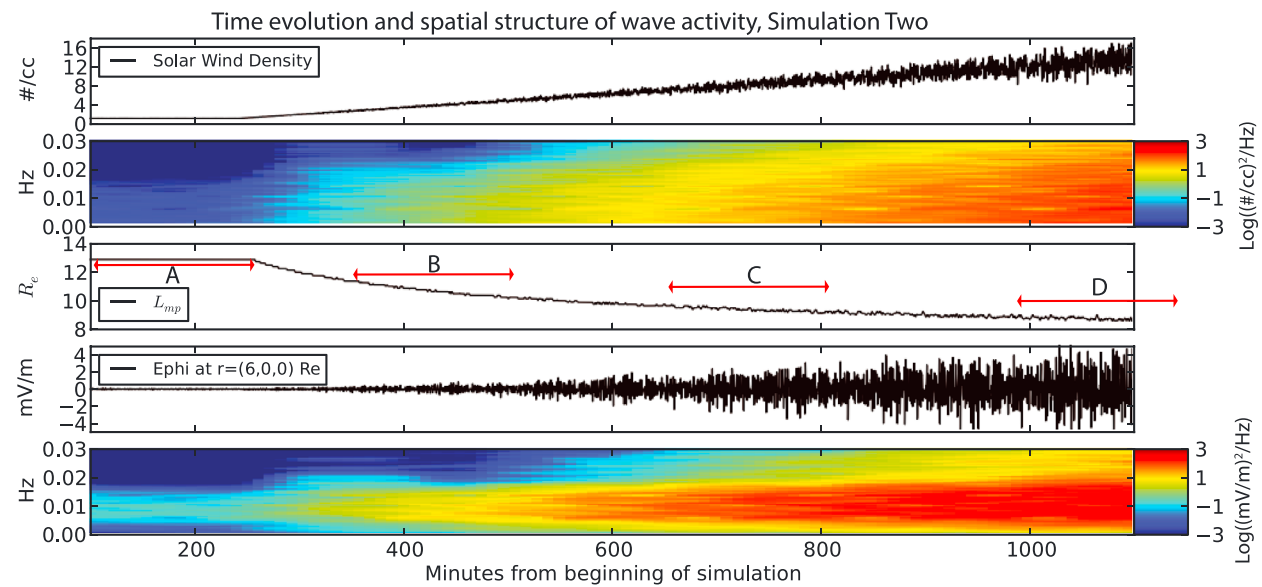 Time evolution and spatial structure of wave activity, Simulation Two
16
12
8
4
0
#/cc
Solar Wind Density
0.03
0.02
0.01
0.00
Hz
3
1
−1
−3
Log((#/cc)²/Hz)
14
12
10
8
R_e
A
B
C
D
L_mp
4
2
0
−2
−4
mV/m
Ephi at r=(6,0,0) Re
0.03
0.02
0.01
0.00
Hz
3
1
−1
−3
Log((mV/m)²/Hz)
200 400 600 800 1000
Minutes from beginning of simulation